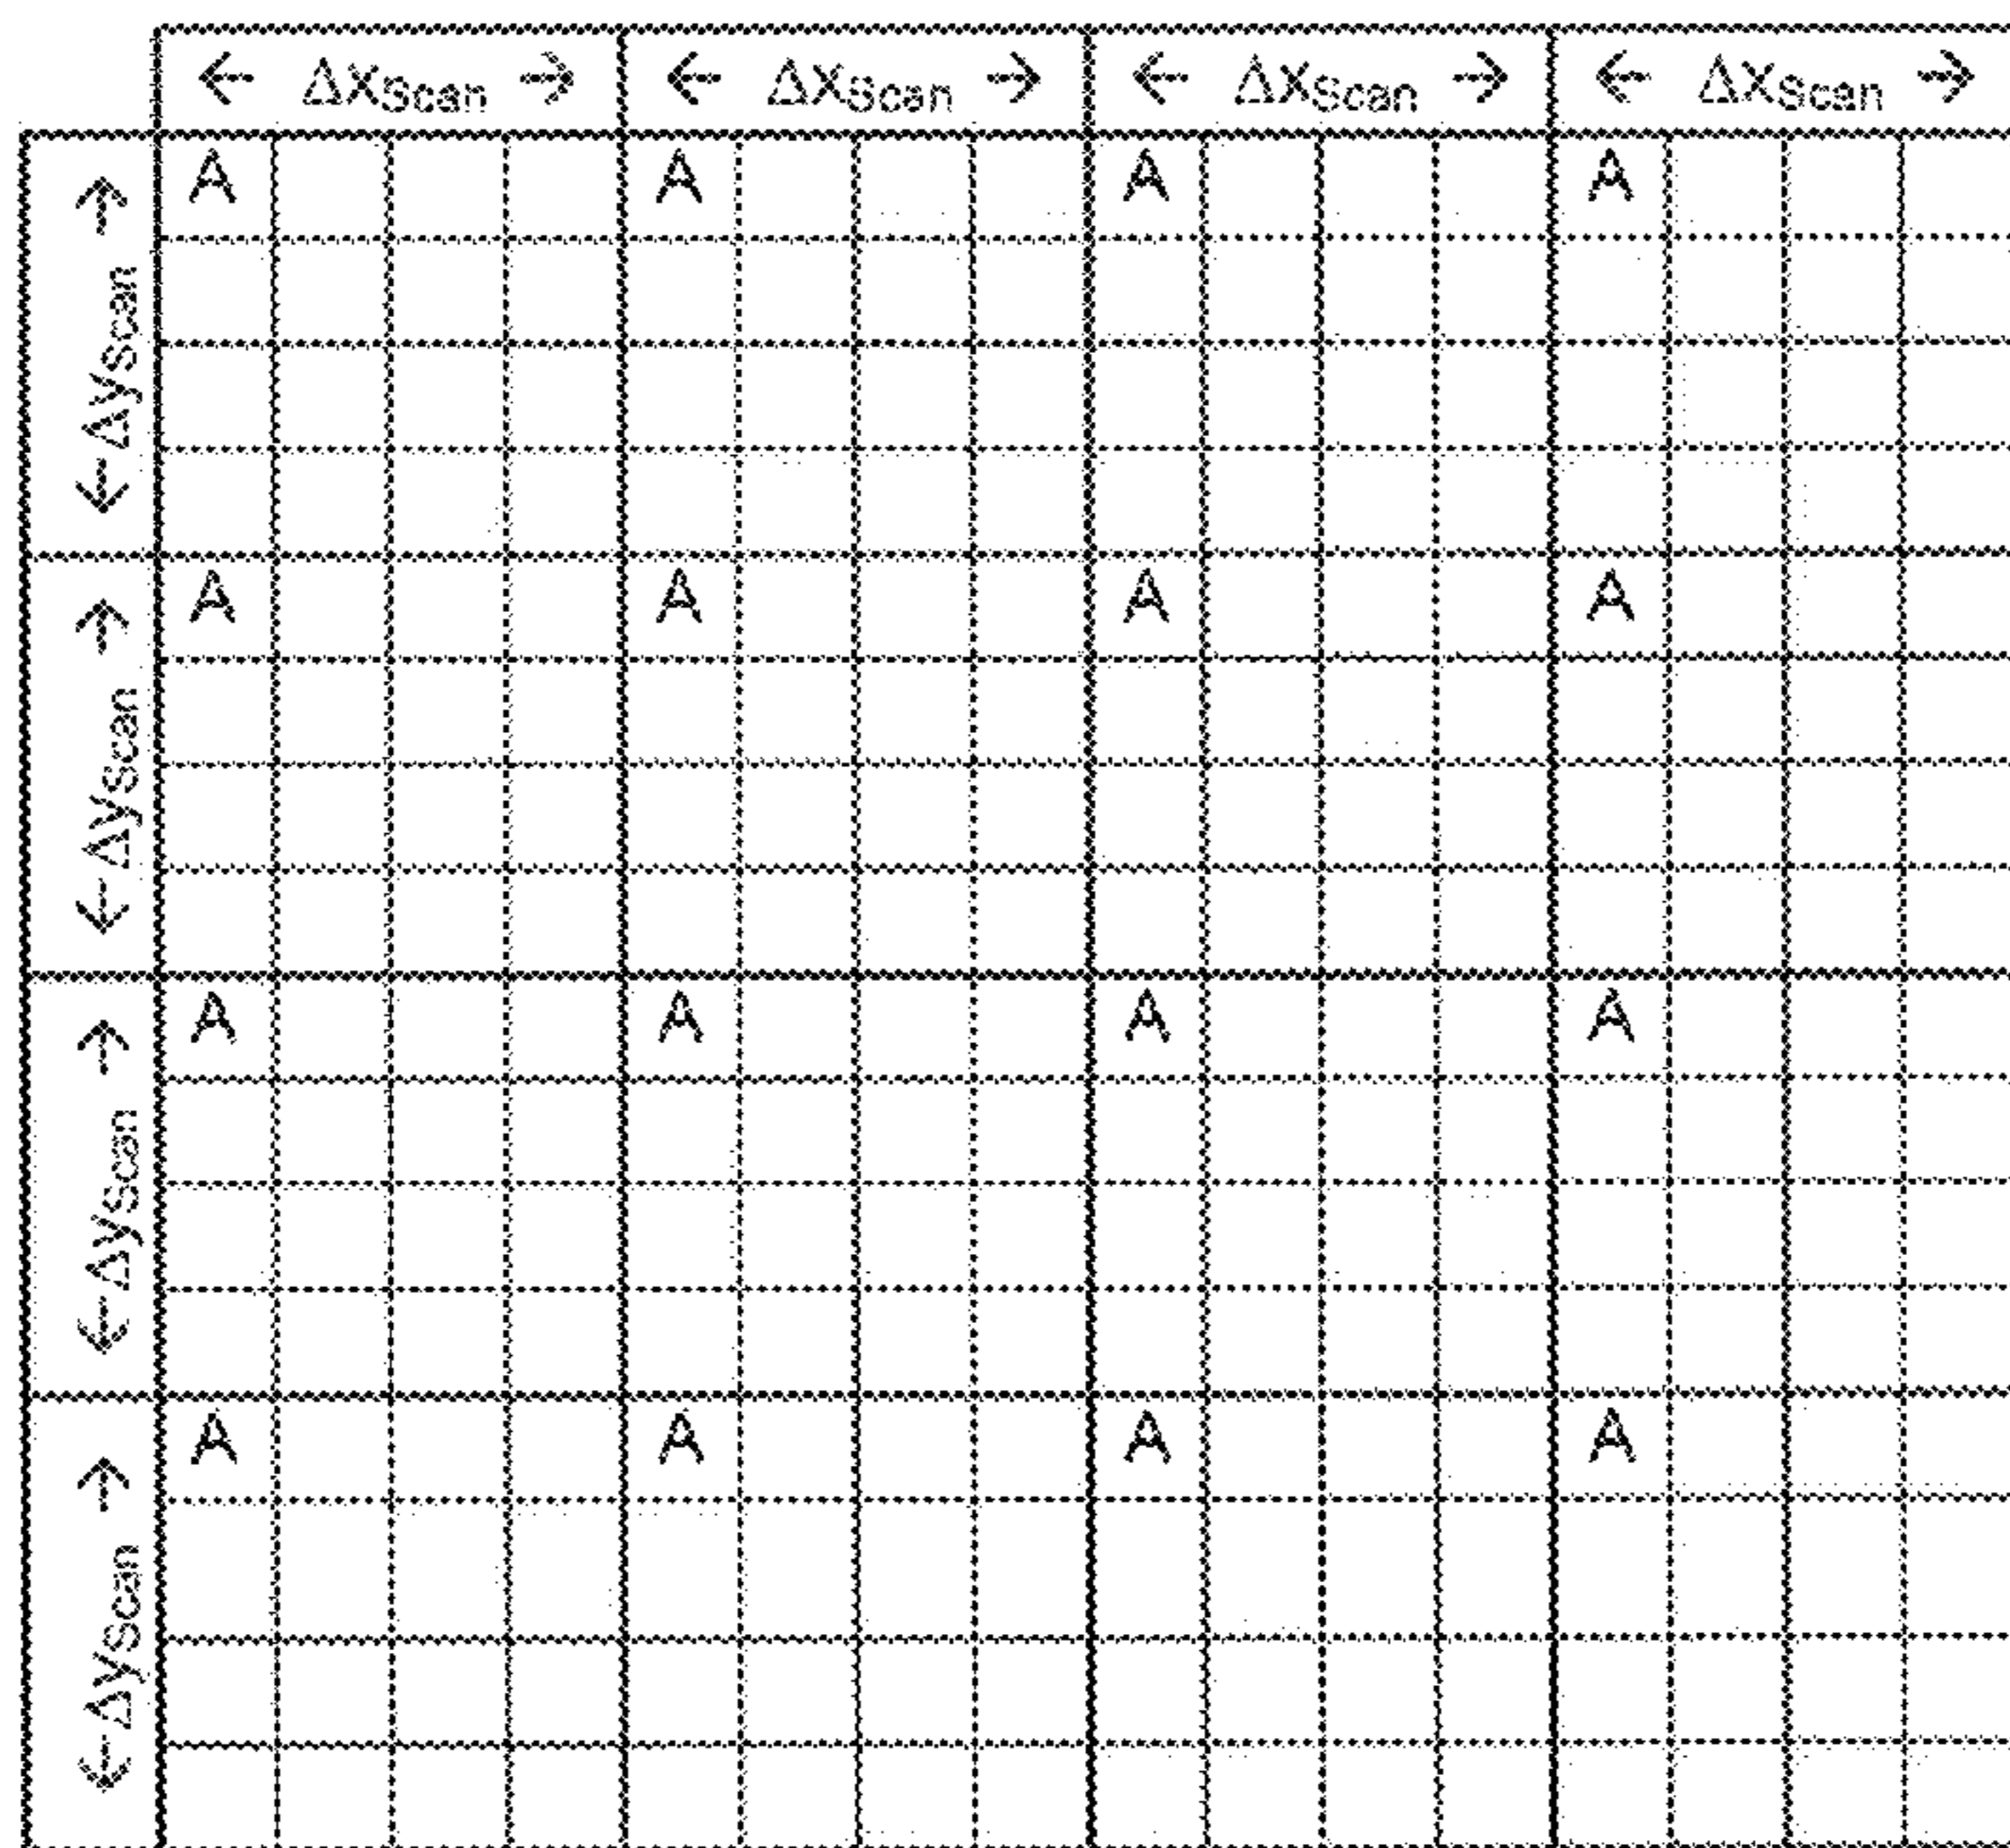 ← ΔxScan → ← ΔxScan → ← ΔxScan → ← ΔxScan →
← ΔyScan →
A A A A
← ΔyScan →
A A A A
← ΔyScan →
A A A A
← ΔyScan →
A A A A